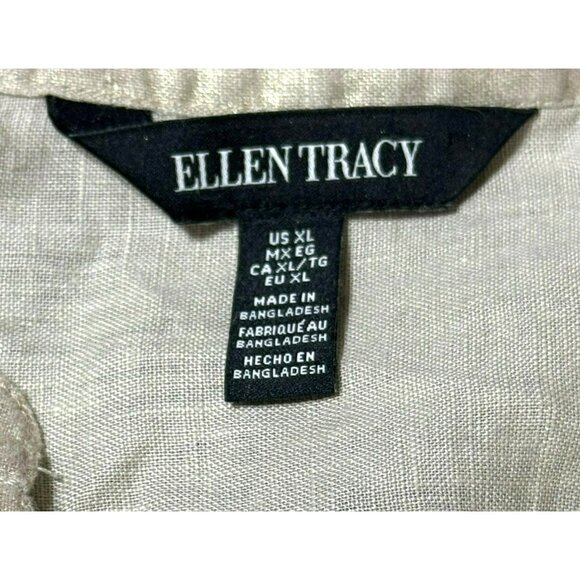 ELLEN TRACY
US XL
MX EG
CA XL/TG
EU XL
MADE IN
BANGLADESH
FABRIQUÉ AU
BANGLADESH
HECHO EN
BANGLADESH